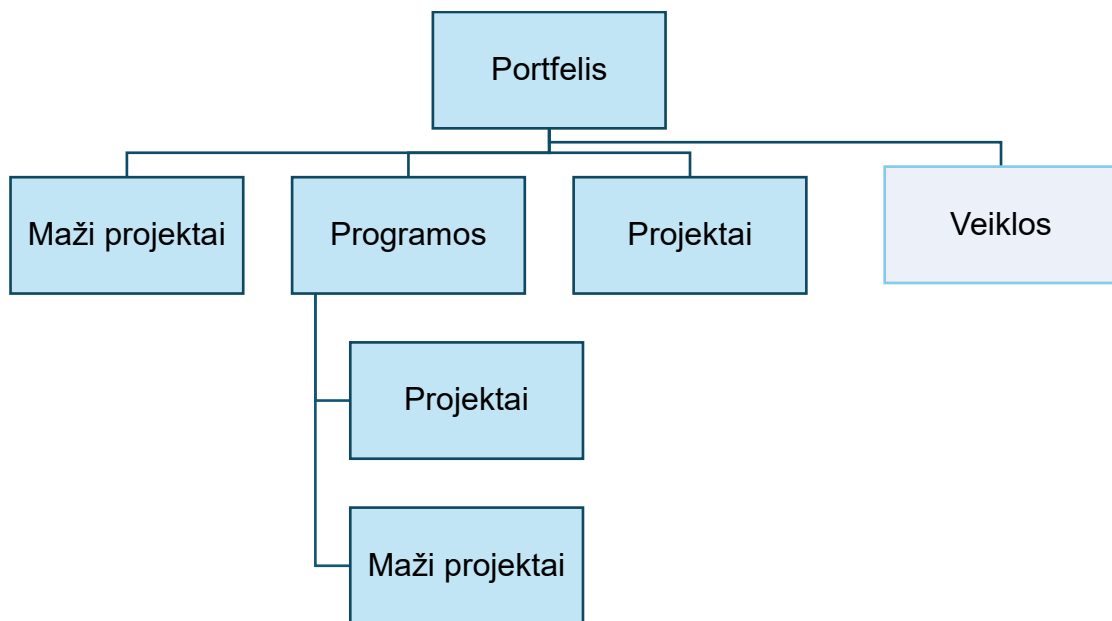 Portfelis
Maži projektai
Programos
Projektai
Veiklos
Projektai
Maži projektai